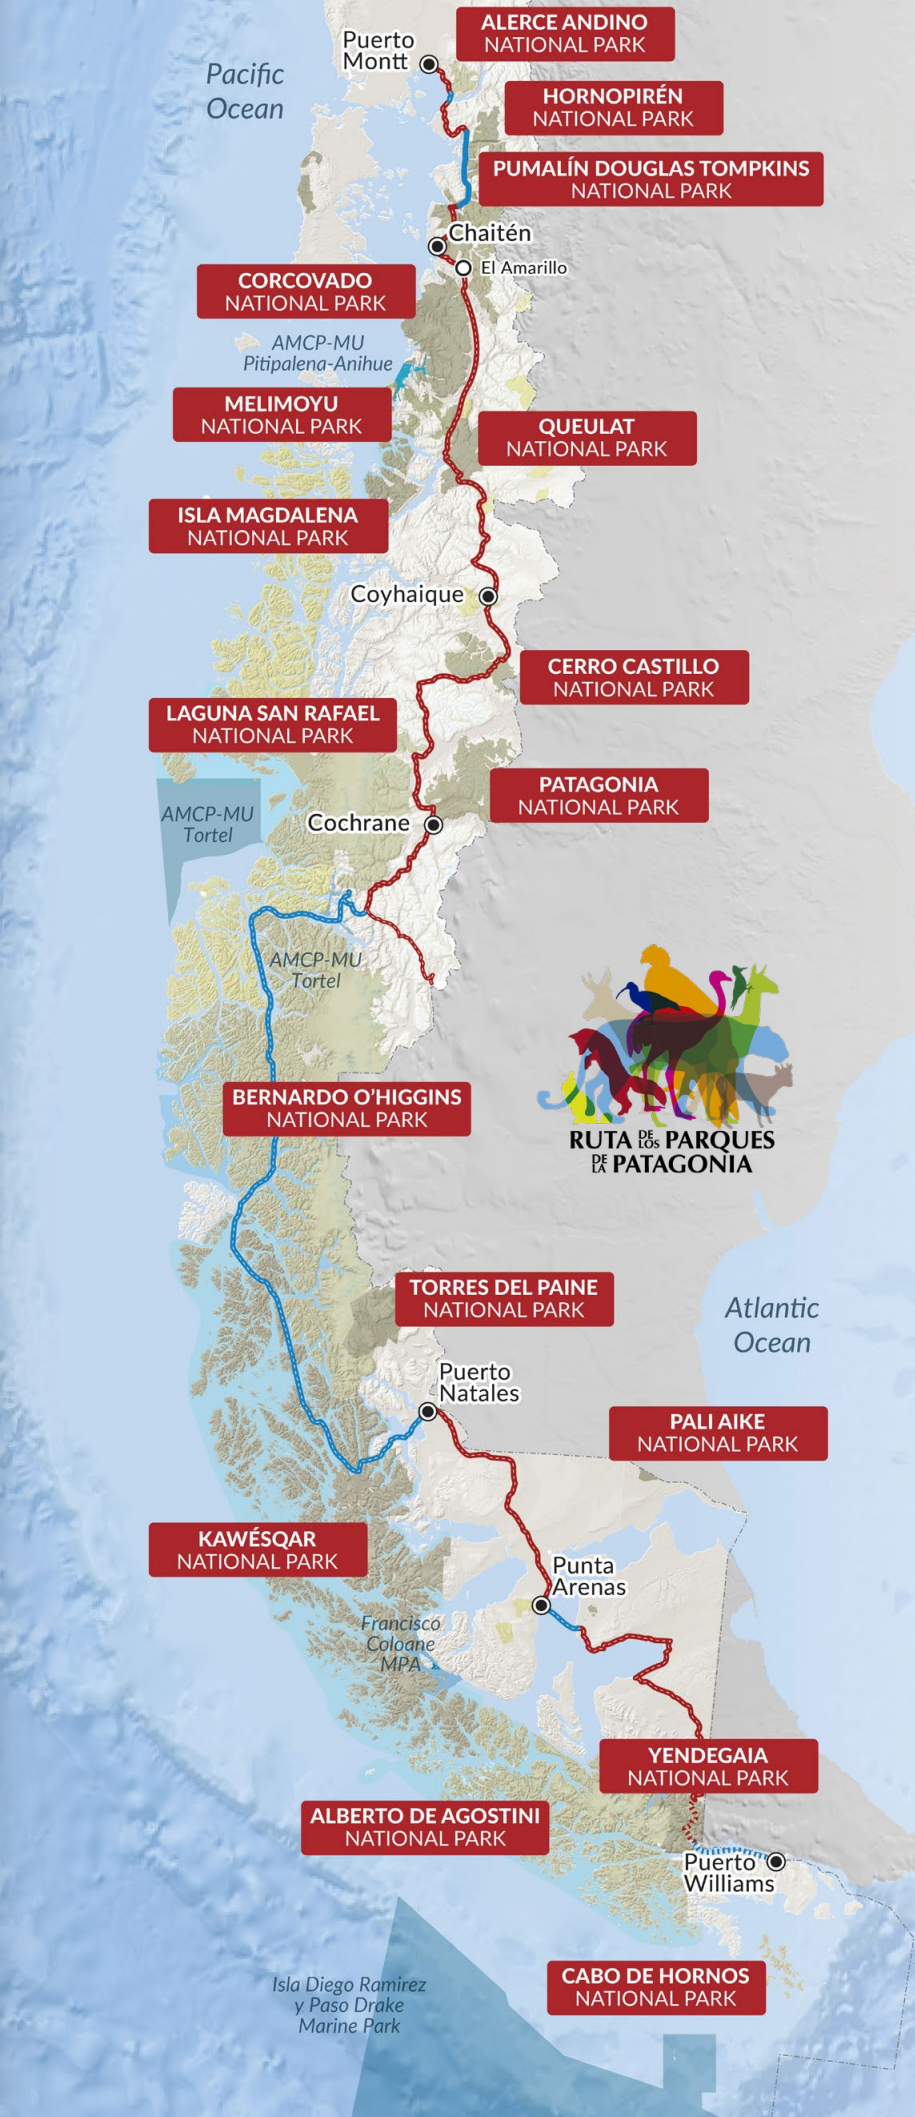 ALERCE ANDINO
NATIONAL PARK
Puerto
Montt
Pacific
Ocean
HORNOPIRÉN
NATIONAL PARK
PUMALÍN DOUGLAS TOMPKINS
NATIONAL PARK
Chaitén
El Amarillo
CORCOVADO
NATIONAL PARK
AMCP-MU
Pitipalena-Anihue
MELIMOYU
NATIONAL PARK
QUEULAT
NATIONAL PARK
ISLA MAGDALENA
NATIONAL PARK
Coyhaique
CERRO CASTILLO
NATIONAL PARK
LAGUNA SAN RAFAEL
NATIONAL PARK
PATAGONIA
NATIONAL PARK
AMCP-MU
Tortel
Cochrane
AMCP-MU
Tortel
BERNARDO O’HIGGINS
NATIONAL PARK
RUTA DE LOS PARQUES
DE LA PATAGONIA
TORRES DEL PAINE
NATIONAL PARK
Atlantic
Ocean
Puerto
Natales
PALI AIKE
NATIONAL PARK
KAWÉSQAR
NATIONAL PARK
Punta
Arenas
Francisco
Coloane
MPA
YENDEGAIA
NATIONAL PARK
ALBERTO DE AGOSTINI
NATIONAL PARK
Puerto
Williams
CABO DE HORNOS
NATIONAL PARK
Isla Diego Ramirez
y Paso Drake
Marine Park